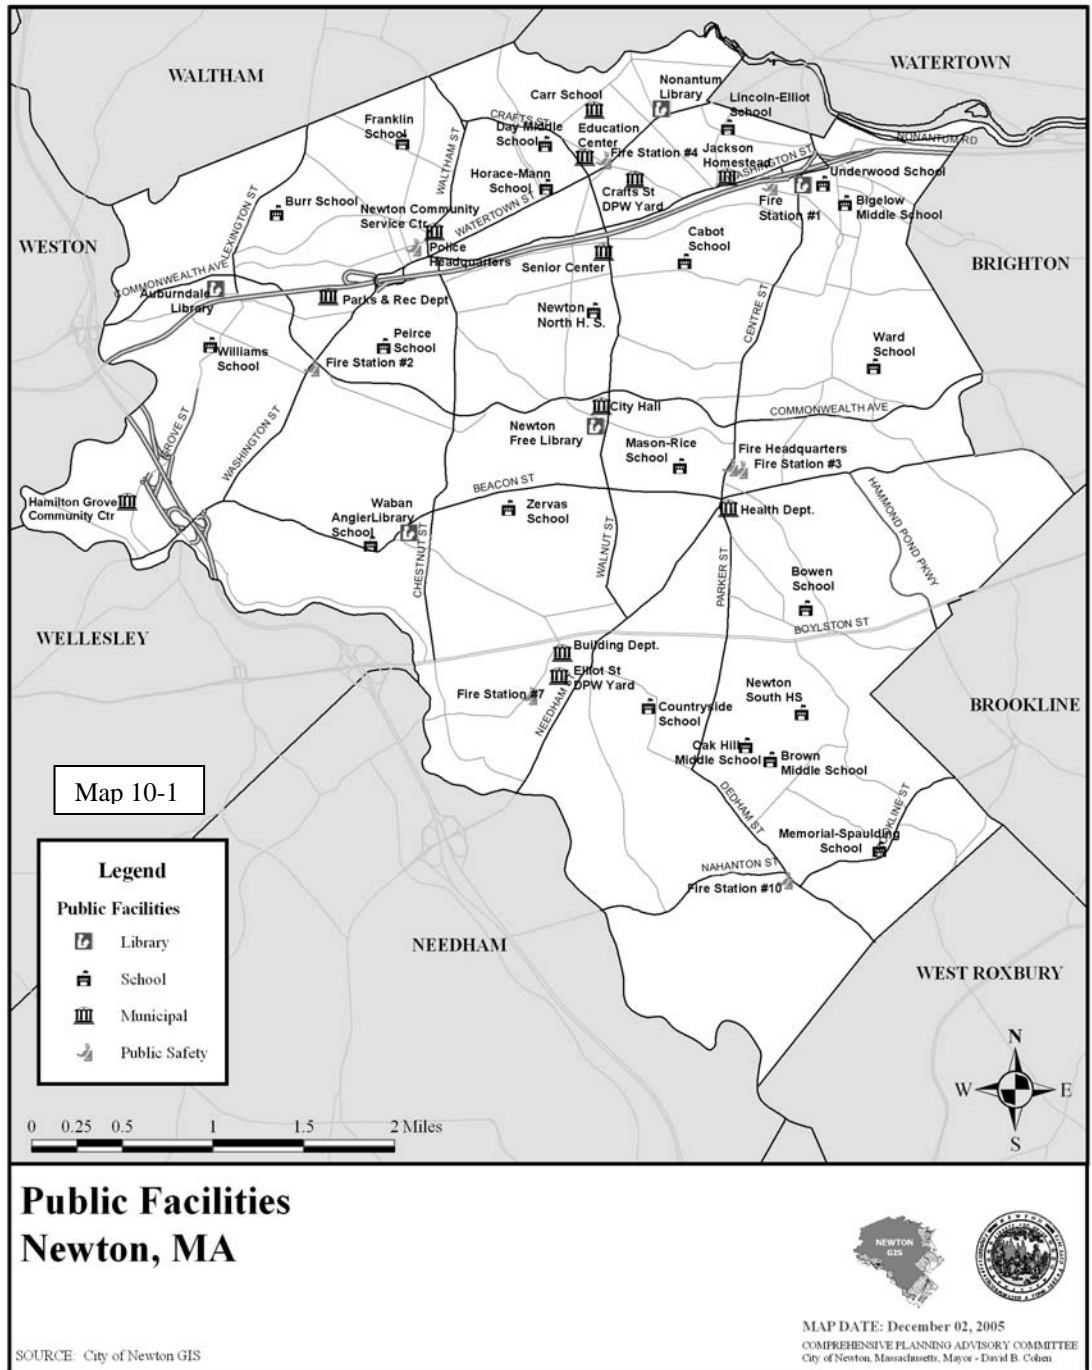 WALTHAM
WATERTOWN
Nonantum
Library
Carr School
Lincoln-Elliot
School
Franklin
School
CRAFTS ST
Day Middle
School
Education
Center
Fire Station #4
Jackson
Homestead
NONANTUM RD
WASHINGTON ST
WALTHAM ST
Horace-Mann
School
Crafts St
DPW Yard
Fire
Station #1
Underwood School
Bigelow
Middle School
Burr School
LEXINGTON ST
Newton Community
Service Ctr
WATERTOWN ST
Police
Headquarters
WESTON
Senior Center
Cabot
School
BRIGHTON
COMMONWEALTH AVE
Auburndale
Library
Parks & Rec Dept
Newton
North H. S.
CENTRE ST
Peirce
School
Williams
School
Fire Station #2
Ward
School
City Hall
COMMONWEALTH AVE
Newton
Free Library
Mason-Rice
School
Fire Headquarters
Fire Station #3
GROVE ST
WASHINGTON ST
BEACON ST
HAMMOND POND PKWY
Hamilton Grove
Community Ctr
Waban
Library
Angier
School
Zervas
School
Health Dept.
CHESTNUT ST
WALNUT ST
PARKER ST
Bowen
School
BOYLSTON ST
WELLESLEY
Building Dept.
Elliot St
DPW Yard
Fire Station #7
NEEDHAM ST
Countryside
School
Newton
South HS
BROOKLINE
Oak Hill
Middle School
Brown
Middle School
DEDHAM ST
BROOKLINE ST
Memorial-Spaulding
School
NAHANTON ST
Fire Station #10
Map 10-1
NEEDHAM
WEST ROXBURY
Legend
Public Facilities
Library
School
Municipal
Public Safety
N
W
E
S
0 0.25 0.5 1 1.5 2 Miles
Public Facilities
Newton, MA
NEWTON
GIS
MAP DATE: December 02, 2005
COMPREHENSIVE PLANNING ADVISORY COMMITTEE
City of Newton, Massachusetts, Mayor - David B. Cohen
SOURCE: City of Newton GIS